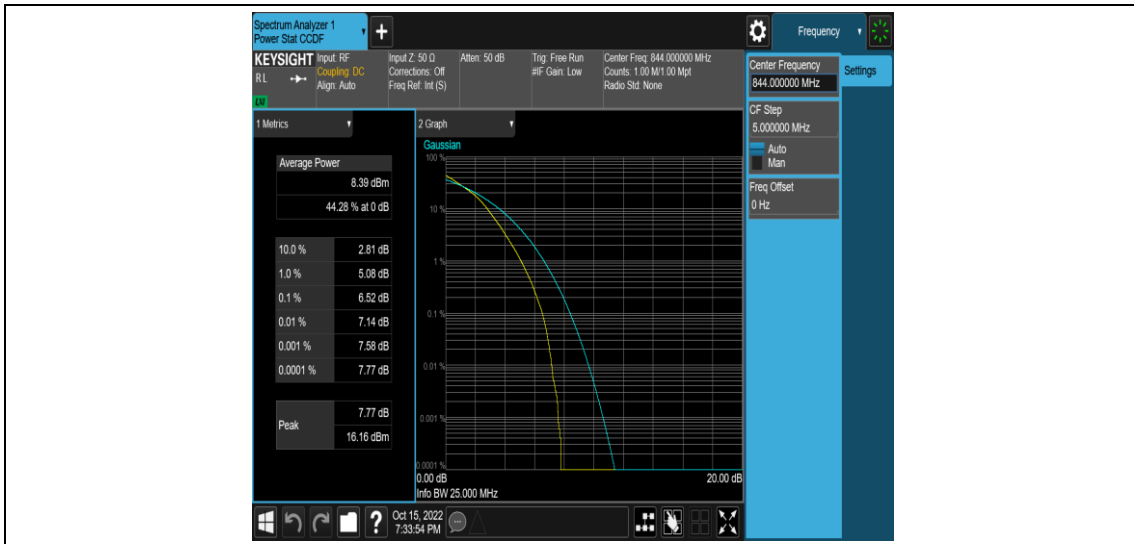 Spectrum Analyzer 1
Power Stat CCDF
+
Frequency
KEYSIGHT
RL
LXI
Input: RF
Coupling: DC
Align: Auto
Input Z: 50 Ω
Corrections: Off
Freq Ref: Int (S)
Atten: 50 dB
Trig: Free Run
#IF Gain: Low
Center Freq: 844.000000 MHz
Counts: 1.00 M/1.00 Mpt
Radio Std: None
Center Frequency
844.000000 MHz
Settings
CF Step
5.000000 MHz
Auto
Man
Freq Offset
0 Hz
1 Metrics
Average Power
8.39 dBm
44.28 % at 0 dB
10.0 % 2.81 dB
1.0 % 5.08 dB
0.1 % 6.52 dB
0.01 % 7.14 dB
0.001 % 7.58 dB
0.0001 % 7.77 dB
Peak
7.77 dB
16.16 dBm
2 Graph
Gaussian
100 %
10 %
1 %
0.1 %
0.01 %
0.001 %
0.0001 %
0.00 dB 20.00 dB
Info BW 25.000 MHz
?
Oct 15, 2022
7:33:54 PM